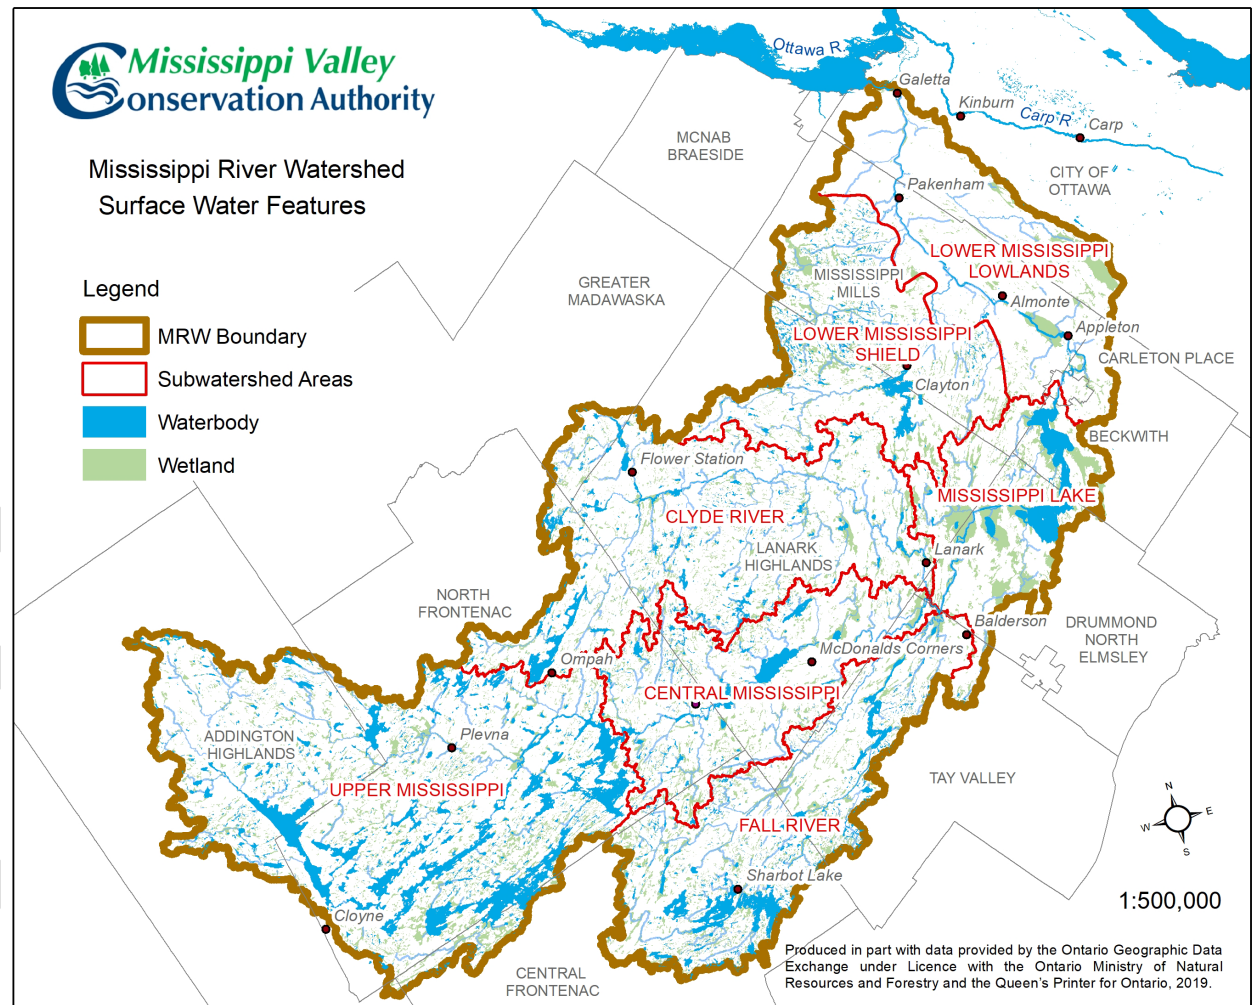 Mississippi Valley
Conservation Authority
Mississippi River Watershed
Surface Water Features
Legend
MRW Boundary
Subwatershed Areas
Waterbody
Wetland
Ottawa R.
Galetta
Kinburn
Carp R
Carp
MCNAB
BRAESIDE
CITY OF
OTTAWA
Pakenham
LOWER MISSISSIPPI
LOWLANDS
GREATER
MADAWASKA
MISSISSIPPI
MILLS
Almonte
Appleton
LOWER MISSISSIPPI
SHIELD
CARLETON PLACE
Clayton
BECKWITH
Flower Station
MISSISSIPPI LAKE
CLYDE RIVER
LANARK
HIGHLANDS
Lanark
NORTH
FRONTENAC
Balderson
DRUMMOND
NORTH
ELMSLEY
McDonalds Corners
Ompah
CENTRAL MISSISSIPPI
ADDINGTON
HIGHLANDS
Plevna
UPPER MISSISSIPPI
TAY VALLEY
FALL RIVER
Sharbot Lake
Cloyne
CENTRAL
FRONTENAC
N
W
E
S
1:500,000
Produced in part with data provided by the Ontario Geographic Data
Exchange under Licence with the Ontario Ministry of Natural
Resources and Forestry and the Queen's Printer for Ontario, 2019.